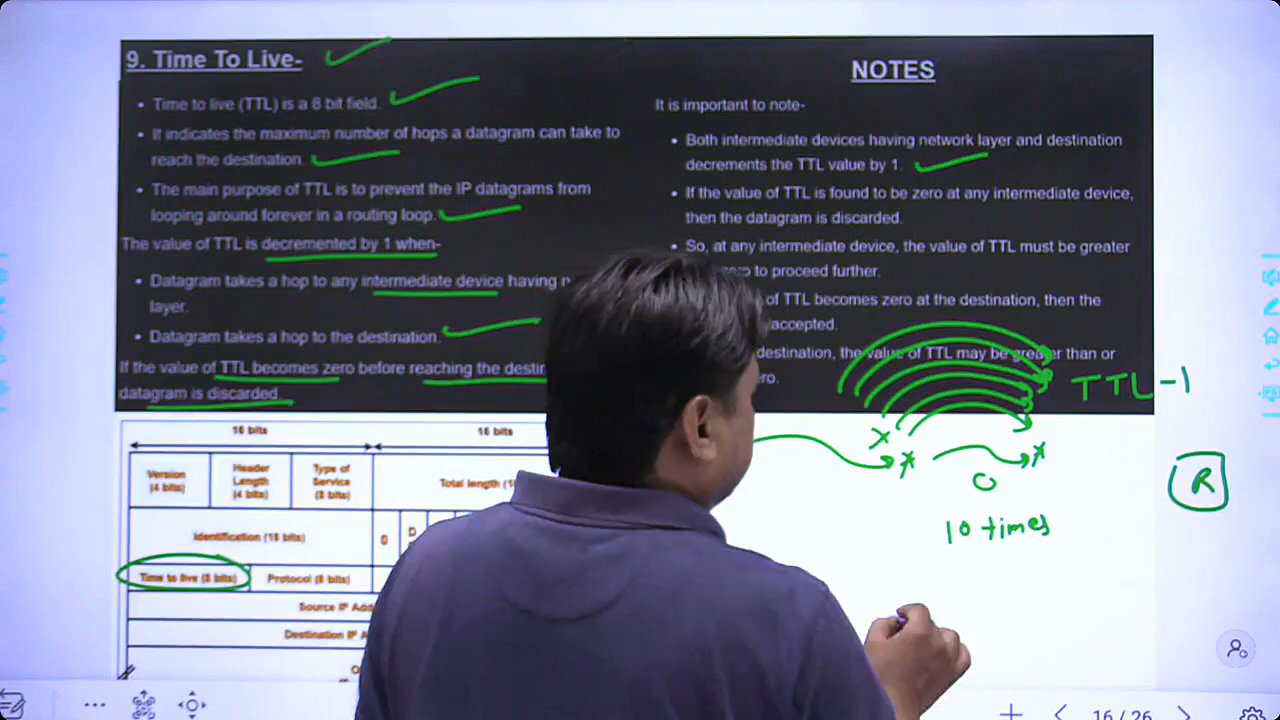 9. Time To Live-
• Time to live (TTL) is a 8 bit field.
• It indicates the maximum number of hops a datagram can take to
reach the destination.
• The main purpose of TTL is to prevent the IP datagrams from
looping around forever in a routing loop.
The value of TTL is decremented by 1 when-
• Datagram takes a hop to any intermediate device having
layer.
• Datagram takes a hop to the destination.
If the value of TTL becomes zero before reaching the
datagram is discarded.
NOTES
It is important to note-
• Both intermediate devices having network layer and destination
decrements the TTL value by 1.
• If the value of TTL is found to be zero at any intermediate device,
then the datagram is discarded.
• So, at any intermediate device, the value of TTL must be greater
zero to proceed further.
of TTL becomes zero at the destination, then the
accepted.
destination, the value of TTL may be greater than or
TTL-1
R
10 times
16 bits
16 bits
Version
(4 bits)
Header
Length
(4 bits)
Type of
Service
(8 bits)
Total length
Identification (16 bits)
0
D
Time to live (8 bits)
Protocol (8 bits)
Source IP
Destination IP
16 / 26